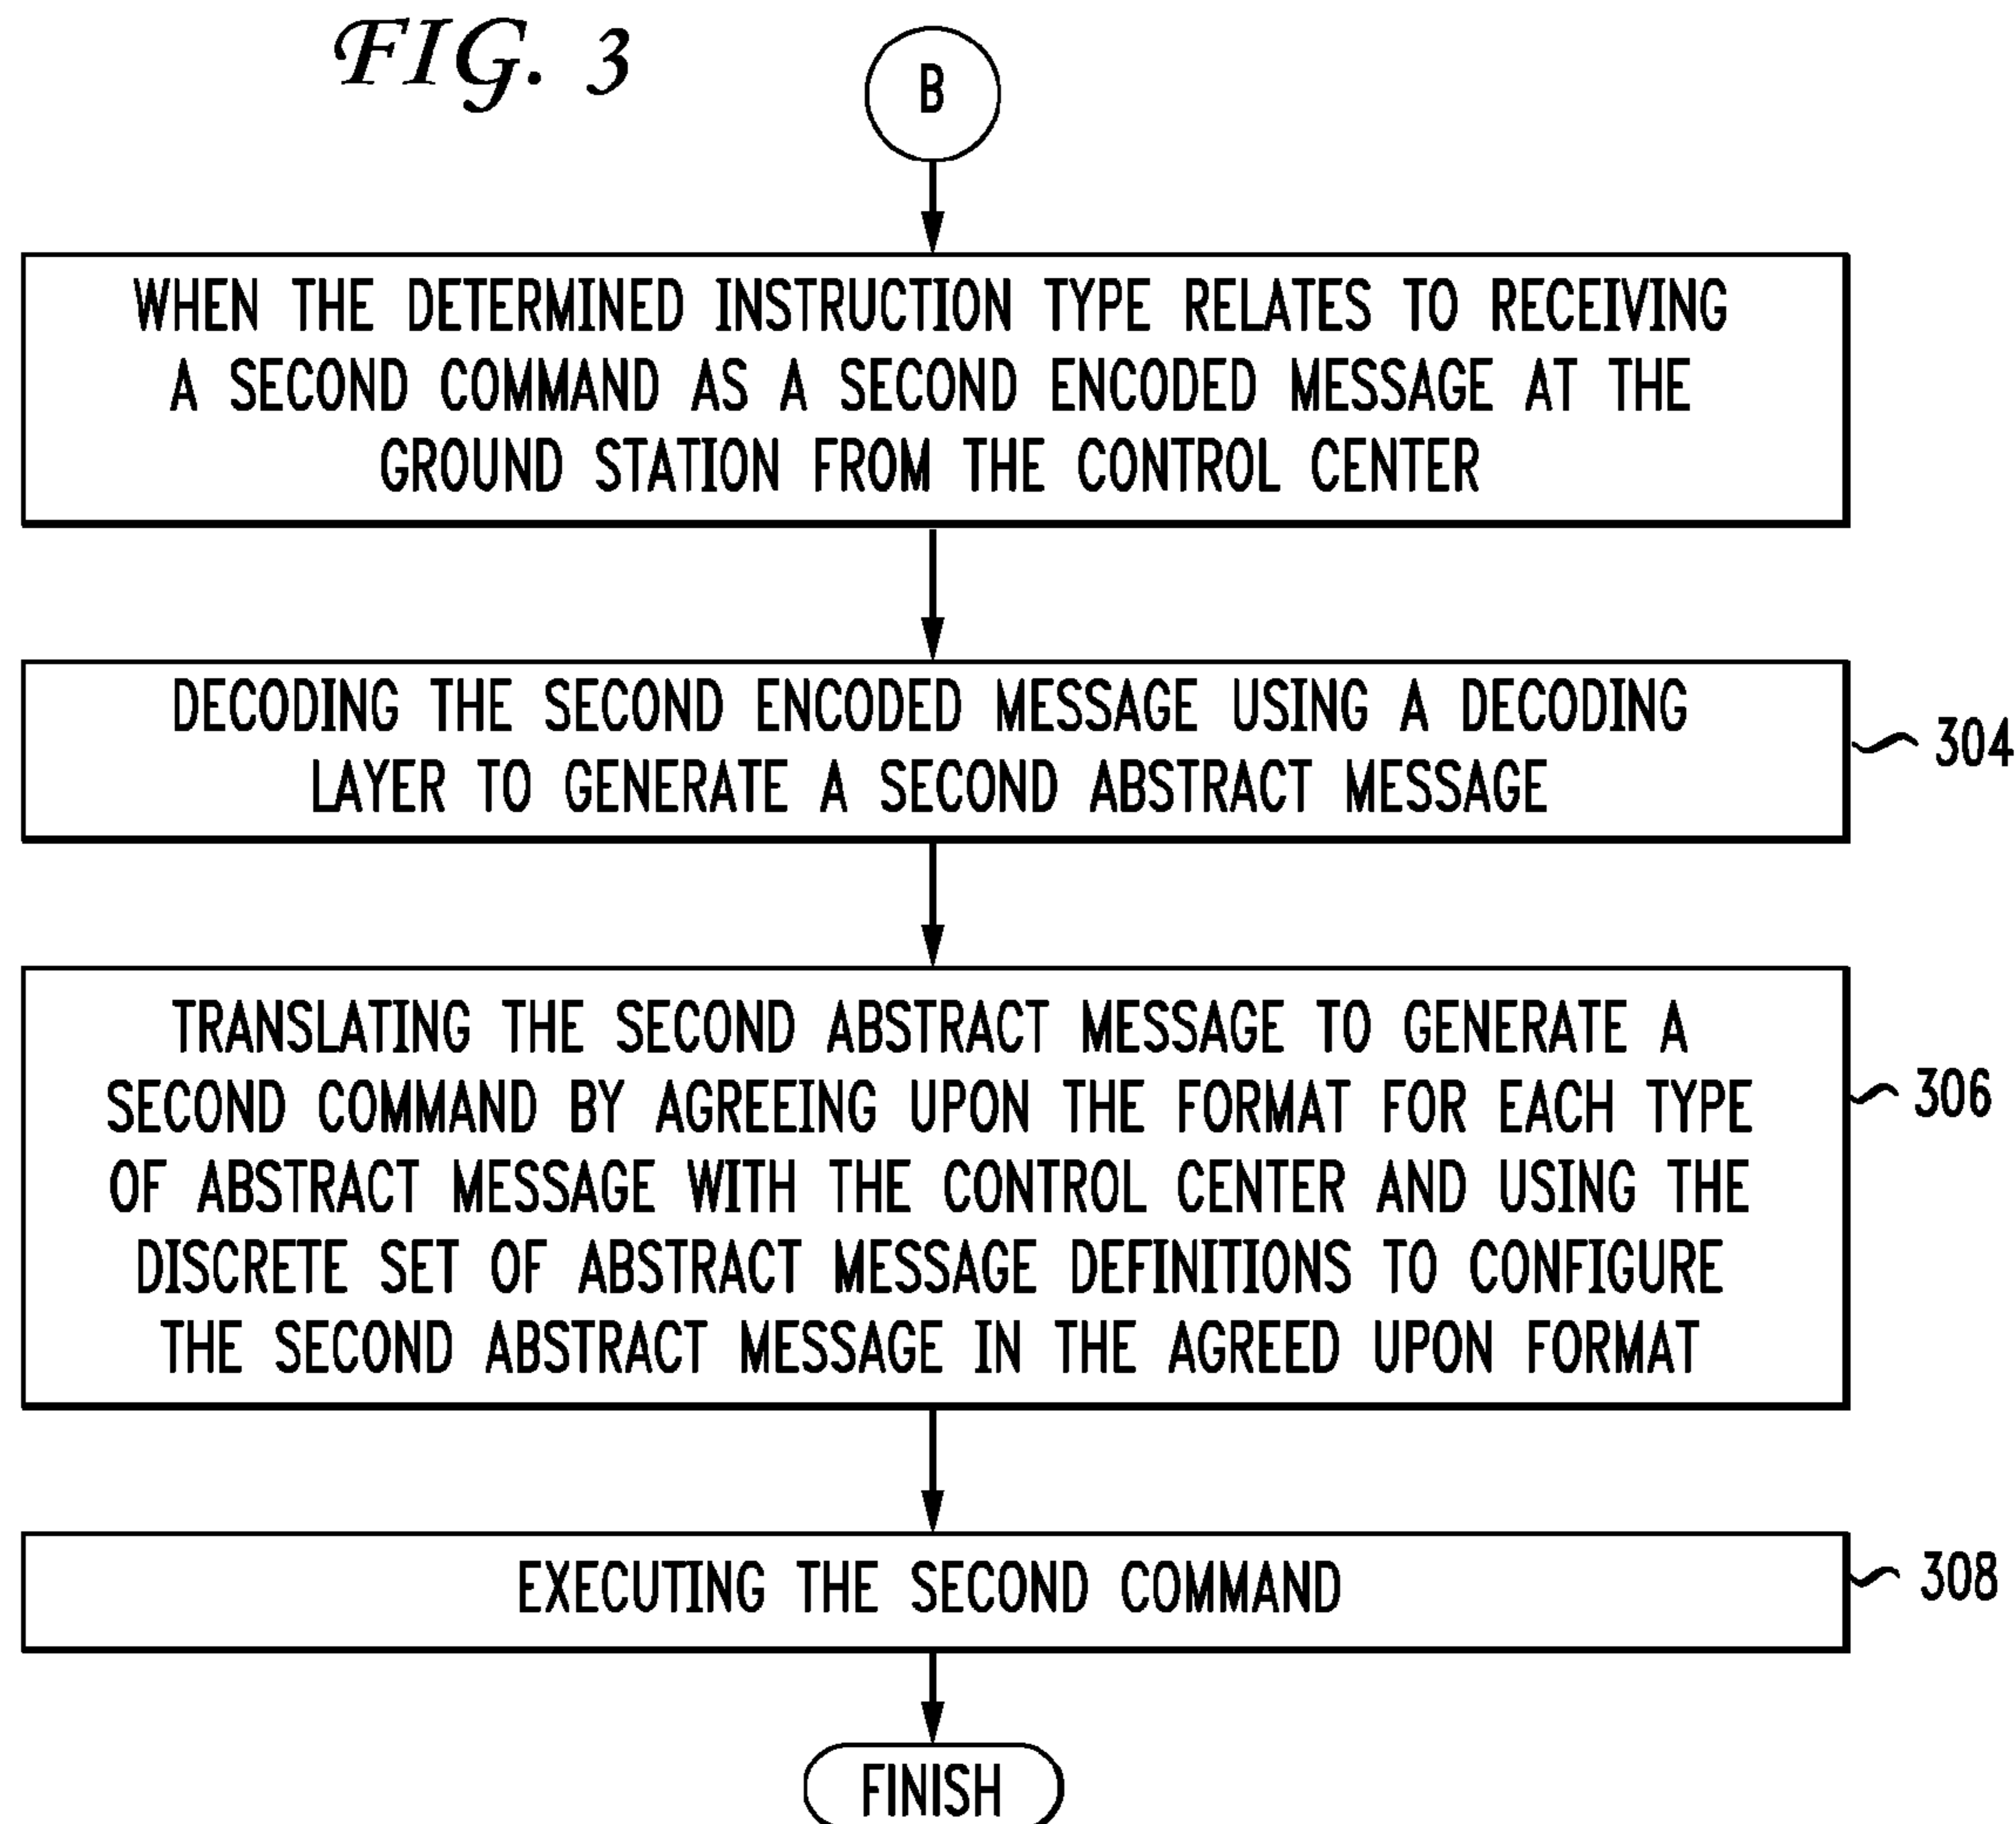 FIG. 3
B
WHEN THE DETERMINED INSTRUCTION TYPE RELATES TO RECEIVING
A SECOND COMMAND AS A SECOND ENCODED MESSAGE AT THE
GROUND STATION FROM THE CONTROL CENTER
DECODING THE SECOND ENCODED MESSAGE USING A DECODING
LAYER TO GENERATE A SECOND ABSTRACT MESSAGE
304
TRANSLATING THE SECOND ABSTRACT MESSAGE TO GENERATE A
SECOND COMMAND BY AGREEING UPON THE FORMAT FOR EACH TYPE
OF ABSTRACT MESSAGE WITH THE CONTROL CENTER AND USING THE
DISCRETE SET OF ABSTRACT MESSAGE DEFINITIONS TO CONFIGURE
THE SECOND ABSTRACT MESSAGE IN THE AGREED UPON FORMAT
306
EXECUTING THE SECOND COMMAND
308
FINISH